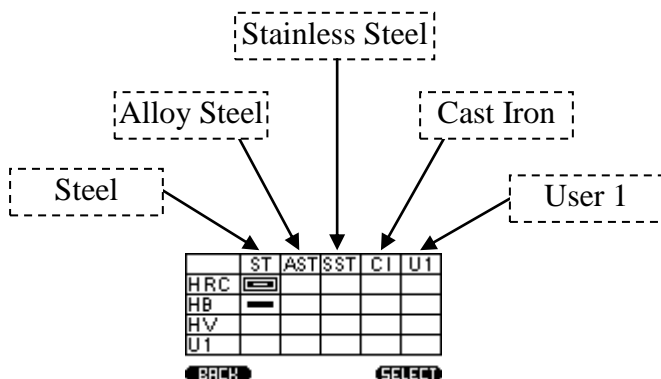 Stainless Steel
Alloy Steel
Cast Iron
Steel
User 1
ST AST SST CI U1
HRC
HB
HV
U1
BACK SELECT